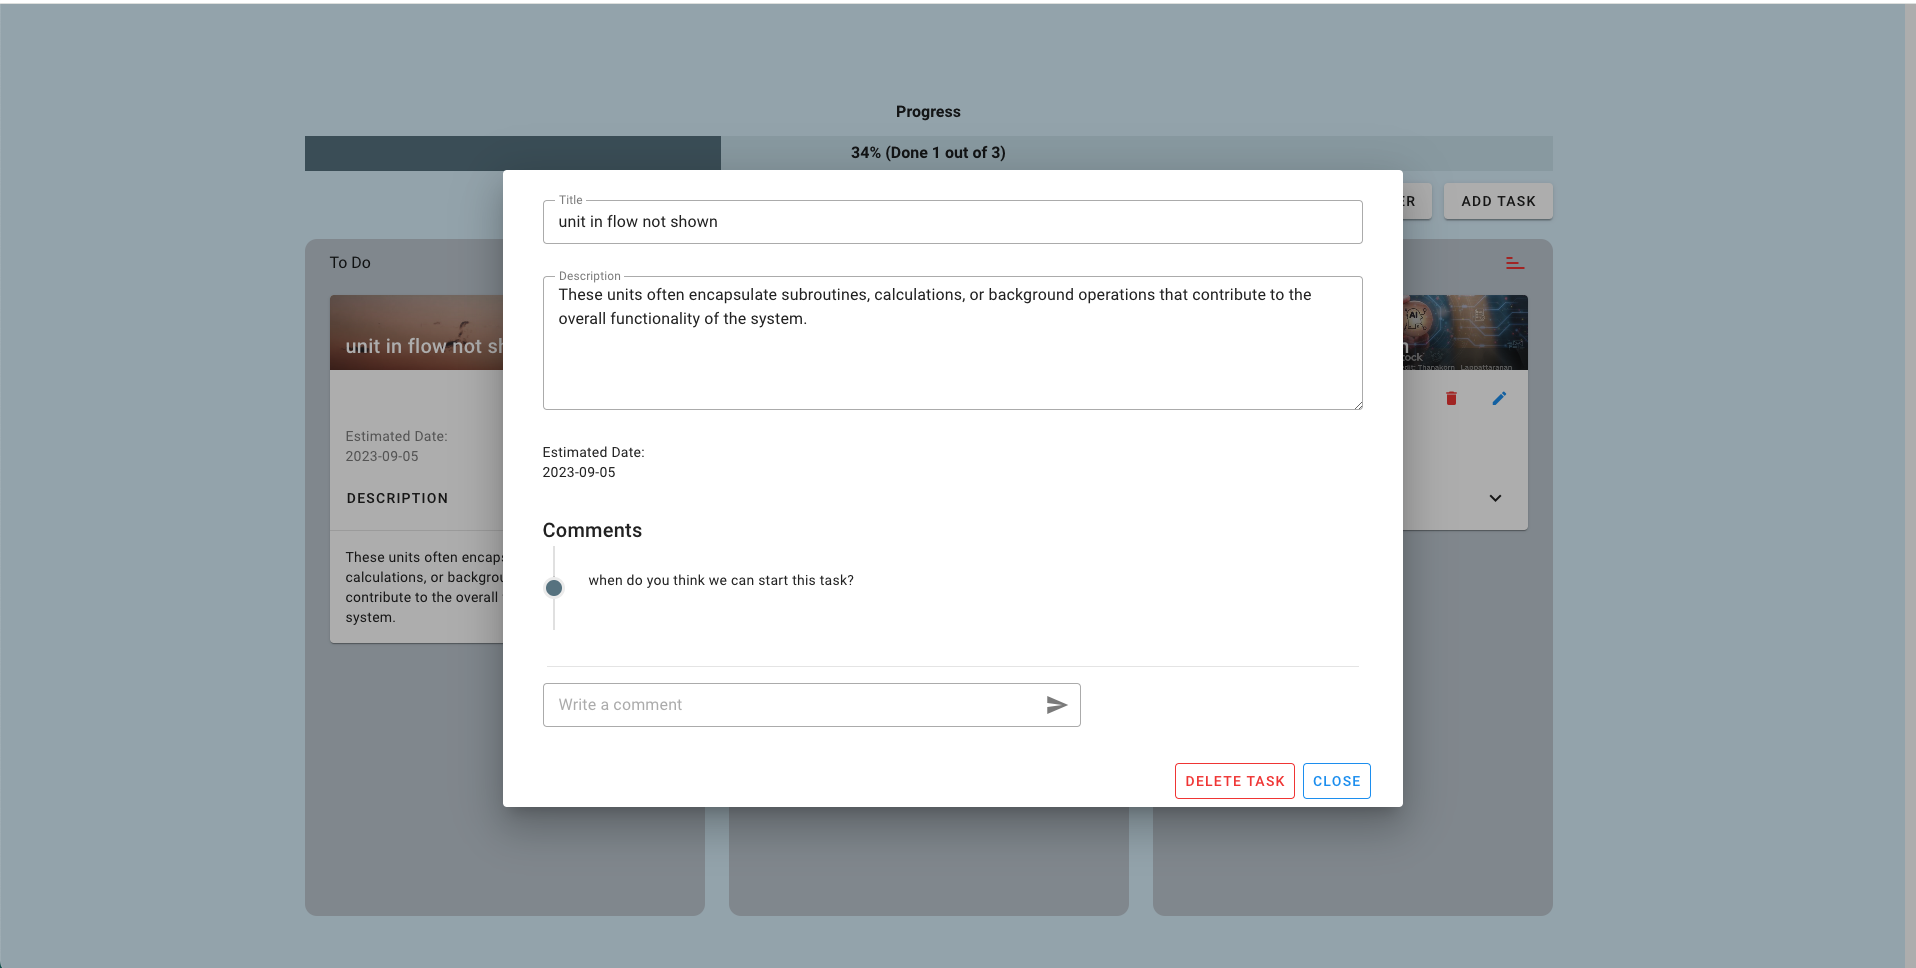 Progress
34% (Done 1 out of 3)
ER
ADD TASK
To Do
unit in flow not sh
Estimated Date:
2023-09-05
DESCRIPTION
These units often encaps
calculations, or backgrou
contribute to the overall
system.
Title
unit in flow not shown
Description
These units often encapsulate subroutines, calculations, or background operations that contribute to the
overall functionality of the system.
Estimated Date:
2023-09-05
Comments
when do you think we can start this task?
Write a comment
DELETE TASK
CLOSE
AI
n
ock
Thanakorn Lappattaranan